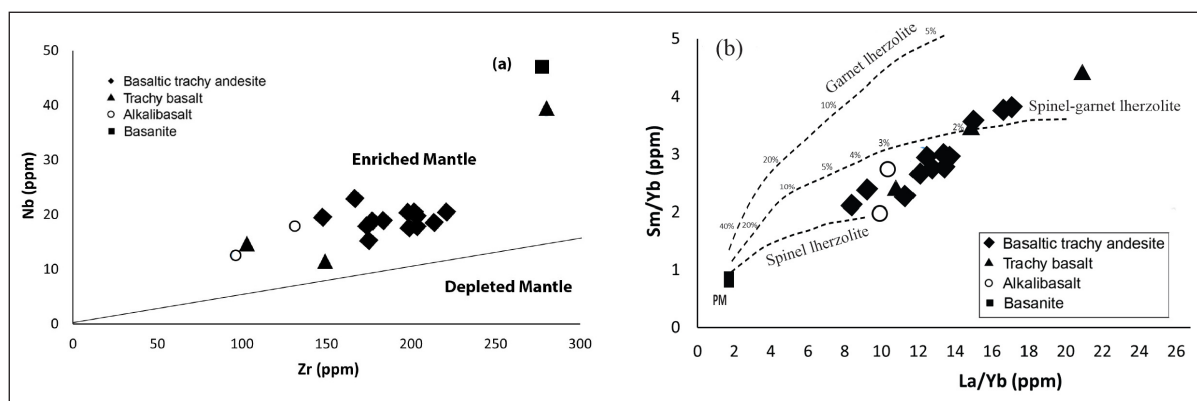 (a)
Basaltic trachy andesite
Trachy basalt
Alkalibasalt
Basanite
Enriched Mantle
Depleted Mantle
Nb (ppm)
50
40
30
20
10
0
0 50 100 150 200 250 300
Zr (ppm)
(b)
Garnet lherzolite
5%
10%
20%
40%
Spinel-garnet lherzolite
2%
3%
4%
5%
10%
20%
Spinel lherzolite
PM
Basaltic trachy andesite
Trachy basalt
Alkalibasalt
Basanite
Sm/Yb (ppm)
5
4
3
2
1
0
0 2 4 6 8 10 12 14 16 18 20 22 24 26
La/Yb (ppm)